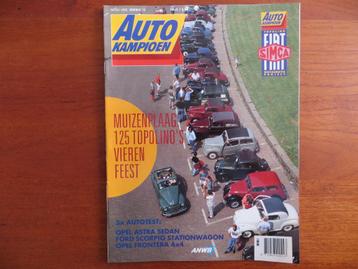 AUTO
KAMPIOEN
AUTO
KAMPIOEN
FIAT
SIMCA
MUIZENPLAAG
125 TOPOLINO'S
VIEREN
FEEST
3x AUTOTEST:
OPEL ASTRA SEDAN
FORD SCORPIO STATIONWAGON
OPEL FRONTERA 4x4
ANWB